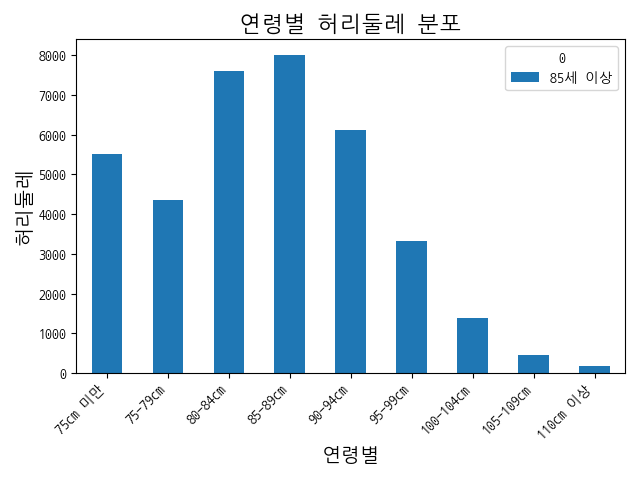 연령별 허리둘레 분포
0
85세 이상
허리둘레
8000
7000
6000
5000
4000
3000
2000
1000
0
75cm 미만
75-79cm
80-84cm
85-89cm
90-94cm
95-99cm
100-104cm
105-109cm
110cm 이상
연령별